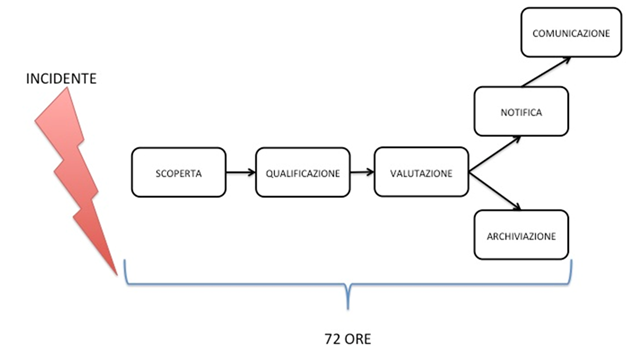 COMUNICAZIONE
INCIDENTE
NOTIFICA
SCOPERTA
QUALIFICAZIONE
VALUTAZIONE
ARCHIVIAZIONE
72 ORE